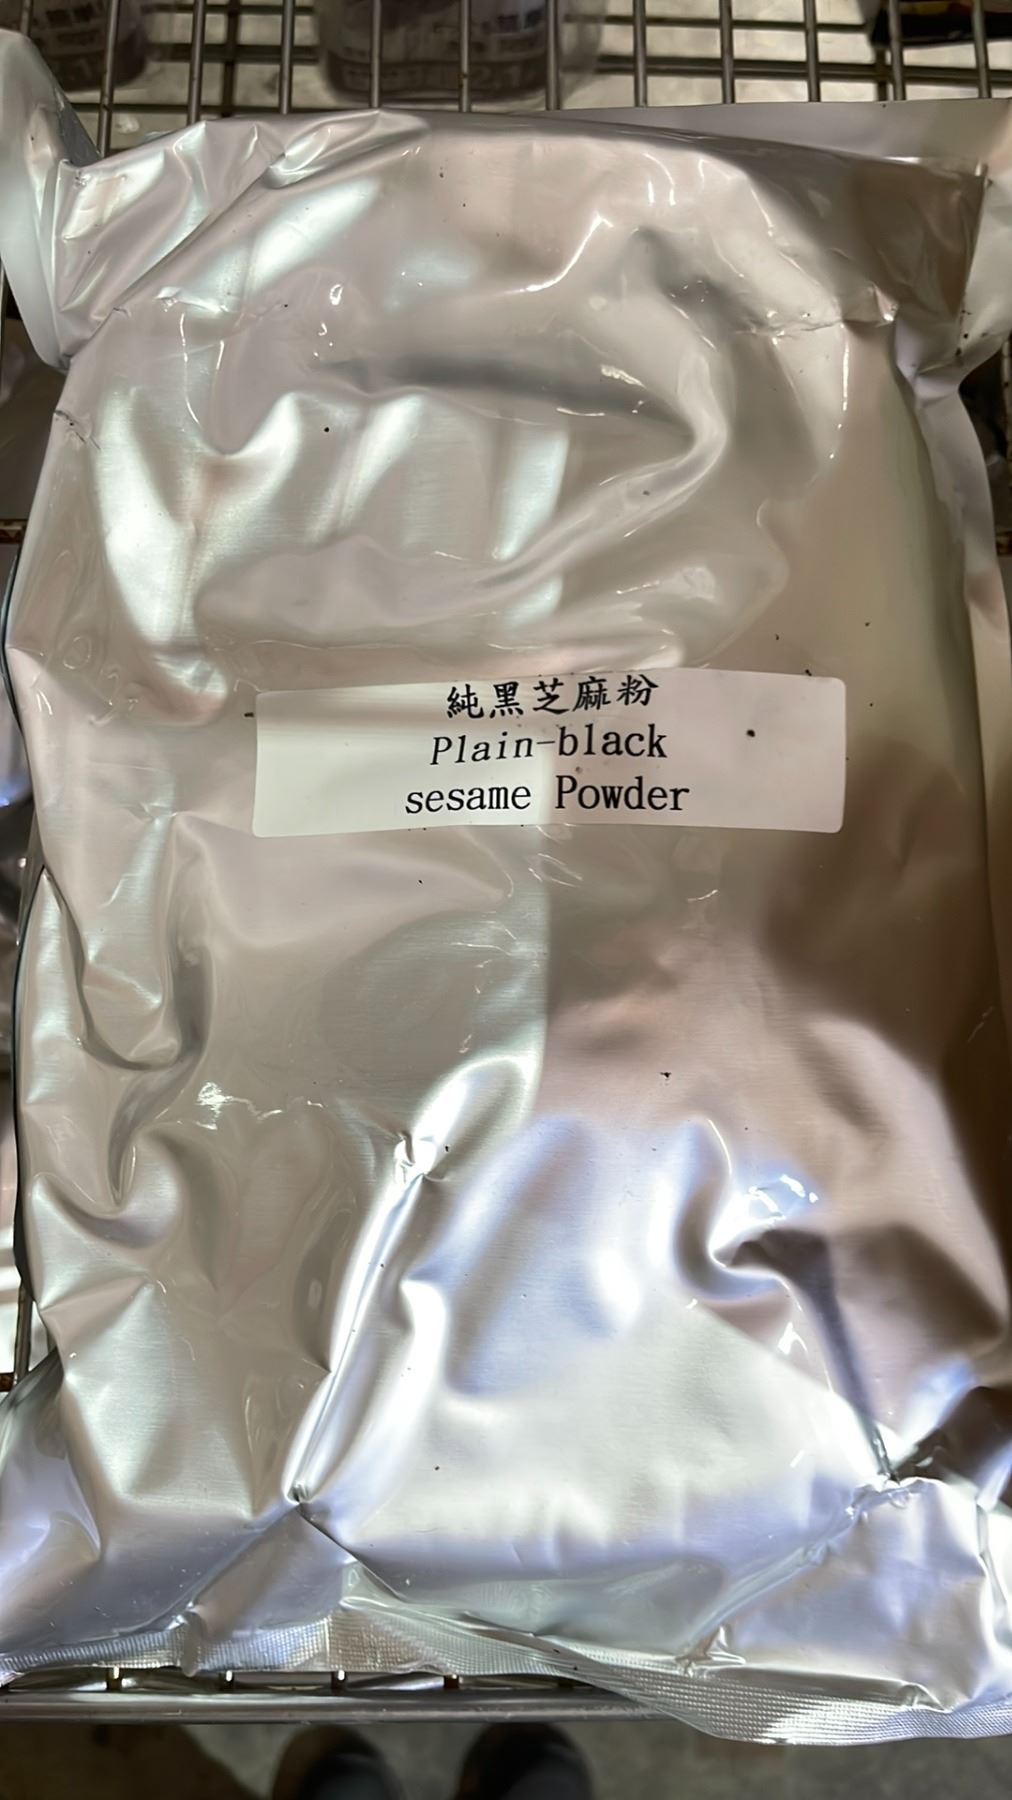 純黑芝麻粉
Plain-black
sesame Powder